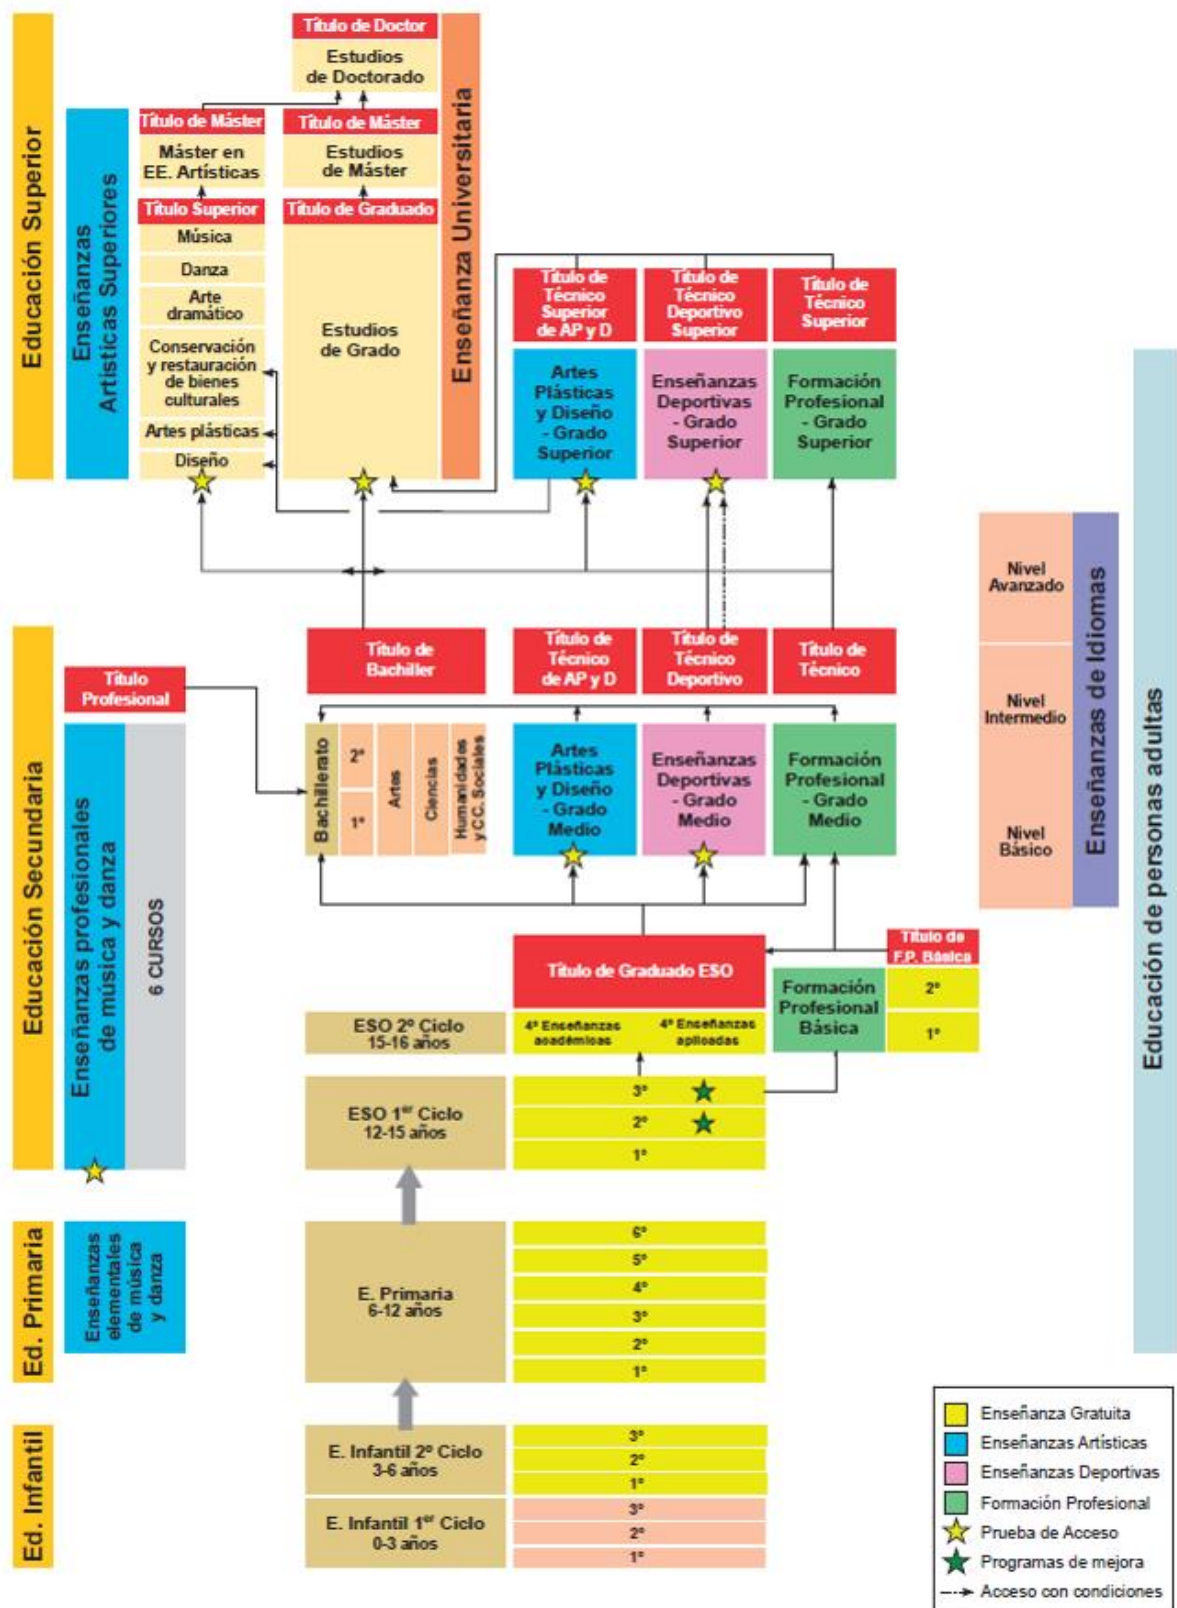 Título de Doctor
Estudios
de Doctorado
Educación Superior
Enseñanzas
Artísticas Superiores
Título de Máster
Máster en
EE. Artísticas
Título Superior
Música
Danza
Arte
dramático
Conservación
y restauración
de bienes
culturales
Artes plásticas
Diseño
Título de Máster
Estudios
de Máster
Título de Graduado
Estudios
de Grado
Enseñanza Universitaria
Título de
Técnico
Superior
de AP y D
Título de
Técnico
Deportivo
Superior
Título de
Técnico
Superior
Artes
Plásticas
y Diseño
- Grado
Superior
Enseñanzas
Deportivas
- Grado
Superior
Formación
Profesional
- Grado
Superior
Educación de personas adultas
Enseñanzas de Idiomas
Nivel
Avanzado
Nivel
Intermedio
Nivel
Básico
Educación Secundaria
Título
Profesional
Enseñanzas profesionales
de música y danza
6 CURSOS
Título de
Bachiller
Título de
Técnico
de AP y D
Título de
Técnico
Deportivo
Título de
Técnico
Bachillerato
2º
1º
Artes
Ciencias
Humanidades
y CC. Sociales
Artes
Plásticas
y Diseño
- Grado
Medio
Enseñanzas
Deportivas
- Grado
Medio
Formación
Profesional
- Grado
Medio
Título de Graduado ESO
Título de
F.P. Básica
Formación
Profesional
Básica
2º
1º
ESO 2º Ciclo
15-16 años
4º Enseñanzas
académicas
4º Enseñanzas
aplicadas
ESO 1er Ciclo
12-15 años
3º
2º
1º
Ed. Primaria
Enseñanzas
elementales
de música
y danza
E. Primaria
6-12 años
6º
5º
4º
3º
2º
1º
Ed. Infantil
E. Infantil 2º Ciclo
3-6 años
3º
2º
1º
E. Infantil 1er Ciclo
0-3 años
3º
2º
1º
Enseñanza Gratuita
Enseñanzas Artísticas
Enseñanzas Deportivas
Formación Profesional
Prueba de Acceso
Programas de mejora
Acceso con condiciones